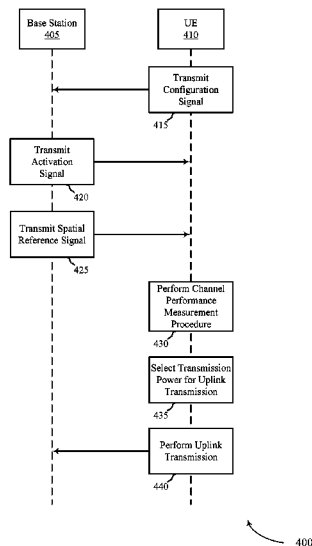 Base Station
405
UE
410
Transmit
Configuration
Signal
415
Transmit
Activation
Signal
420
Transmit Spatial
Reference Signal
425
Perform Channel
Performance
Measurement
Procedure
430
Select Transmission
Power for Uplink
Transmission
435
Perform Uplink
Transmission
440
400